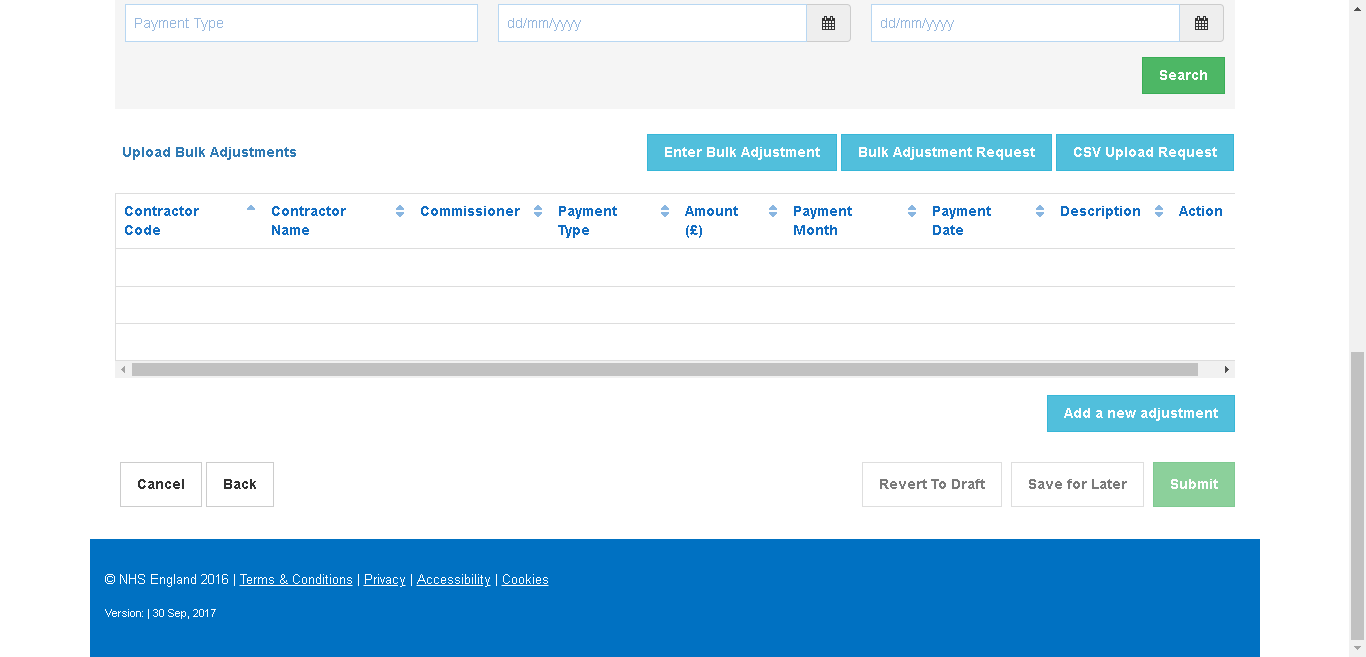 Payment Type dd/mm/yyyy dd/mm/yyyy
Search
Upload Bulk Adjustments Enter Bulk Adjustment Bulk Adjustment Request CSV Upload Request
Contractor Contractor Commissioner Payment Amount Payment Payment Description Action
Code Name Type (£) Month Date
Add a new adjustment
Cancel Back Revert To Draft Save for Later Submit
© NHS England 2016 | Terms & Conditions | Privacy | Accessibility | Cookies
Version: | 30 Sep, 2017